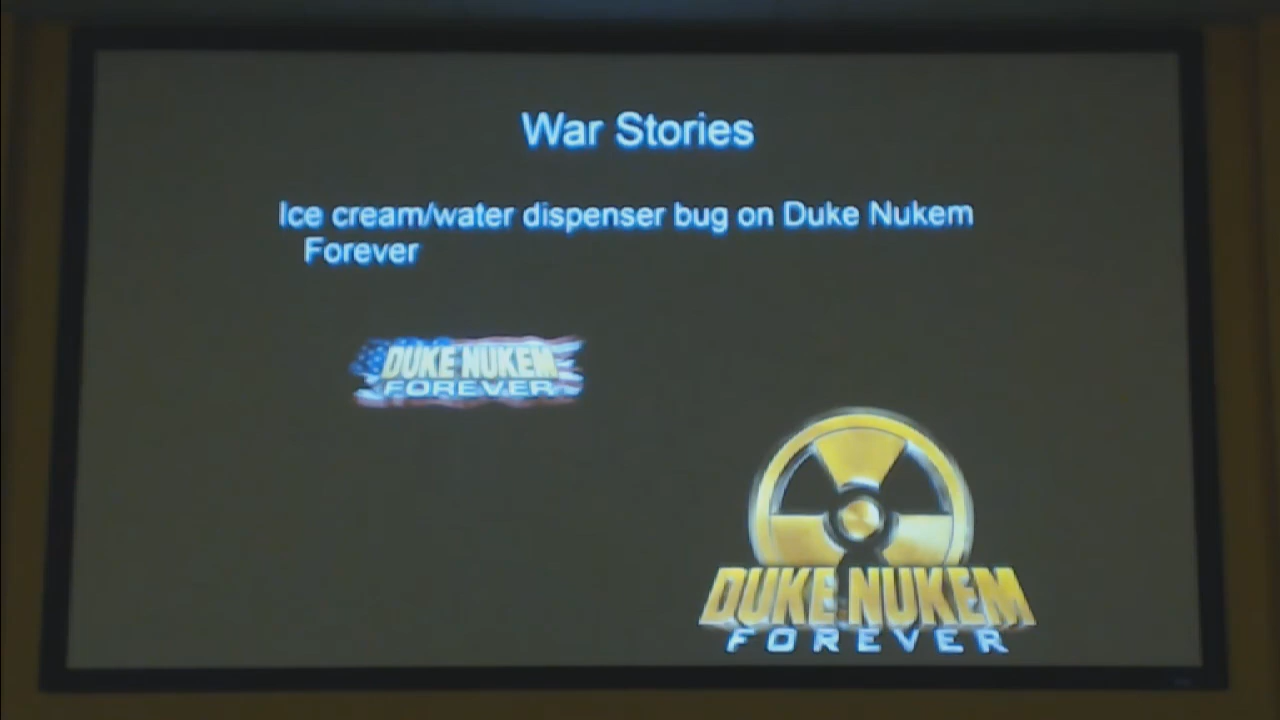 War Stories
Ice cream/water dispenser bug on Duke Nukem
Forever
DUKE NUKEM
FOREVER
DUKE NUKEM
FOREVER